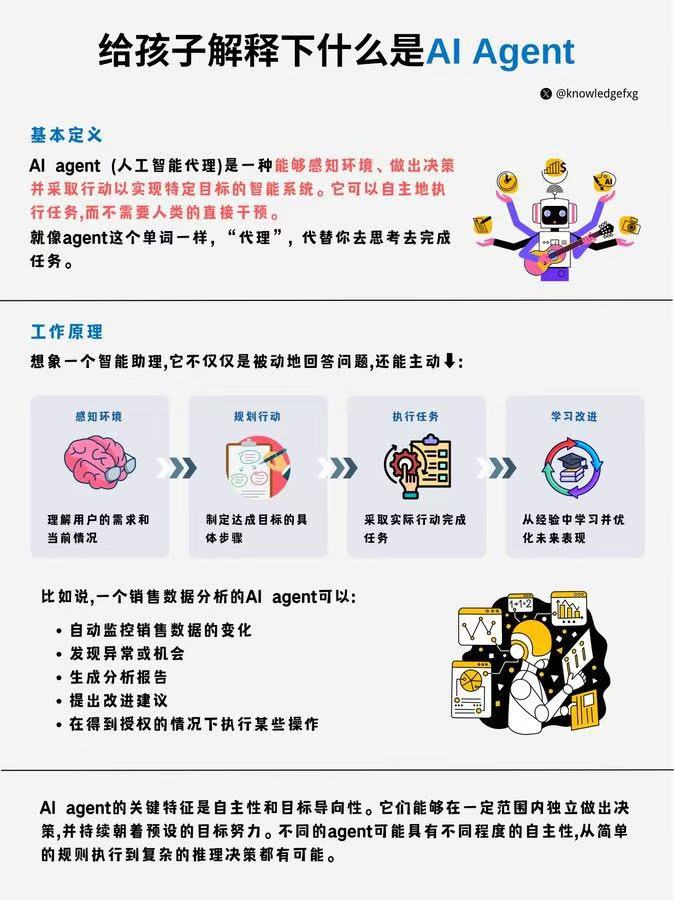 给孩子解释下什么是AI Agent
@knowledgefxg
基本定义
AI agent (人工智能代理)是一种能够感知环境、做出决策
并采取行动以实现特定目标的智能系统。它可以自主地执
行任务,而不需要人类的直接干预。
就像agent这个单词一样，“代理”，代替你去思考去完成
任务。
工作原理
想象一个智能助理,它不仅仅是被动地回答问题,还能主动⬇:
感知环境
规划行动
执行任务
学习改进
理解用户的需求和
当前情况
制定达成目标的具
体步骤
采取实际行动完成
任务
从经验中学习并优
化未来表现
比如说,一个销售数据分析的AI agent可以:
• 自动监控销售数据的变化
• 发现异常或机会
• 生成分析报告
• 提出改进建议
• 在得到授权的情况下执行某些操作
1+1=2
AI agent的关键特征是自主性和目标导向性。它们能够在一定范围内独立做出决
策,并持续朝着预设的目标努力。不同的agent可能具有不同程度的自主性,从简单
的规则执行到复杂的推理决策都有可能。